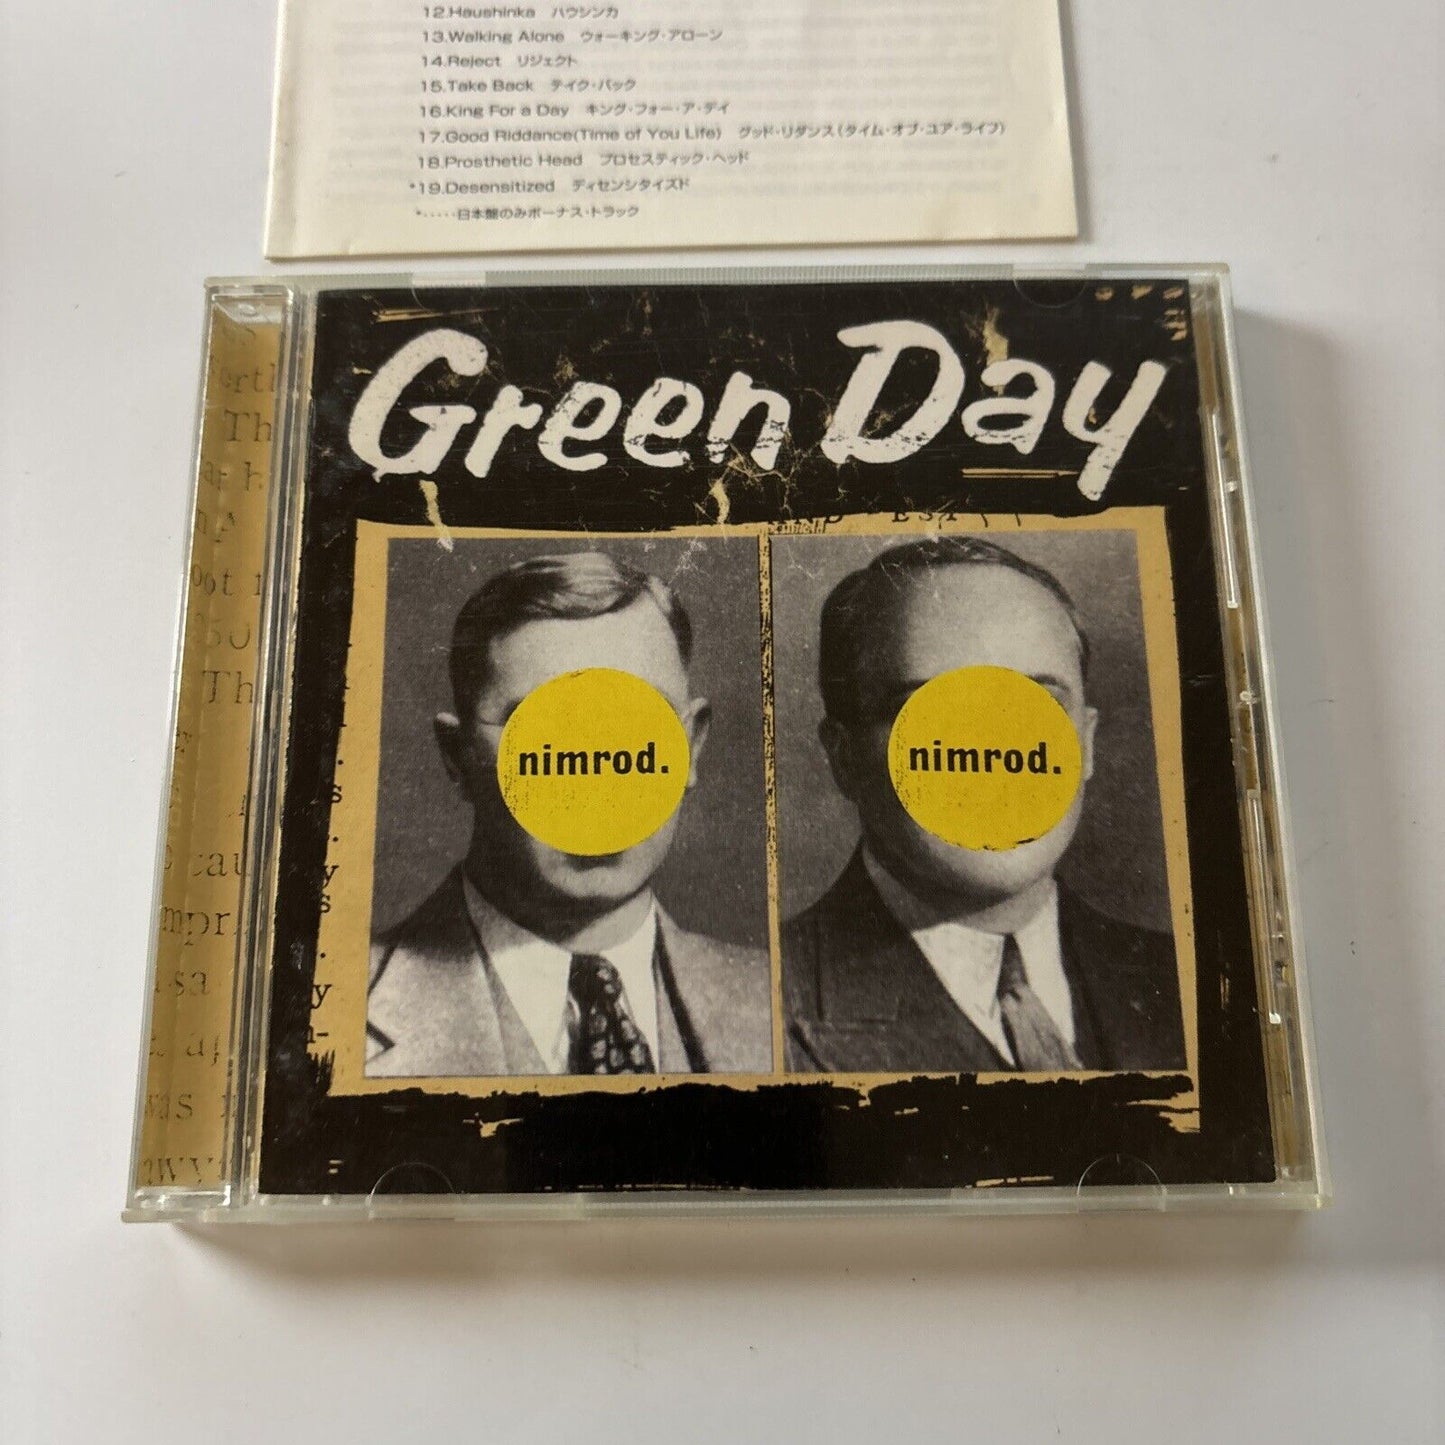 12.Haushinka ハウシンカ
13.Walking Alone ウォーキング・アローン
14.Reject リジェクト
15.Take Back テイク・バック
16.King For a Day キング・フォー・ア・デイ
17.Good Riddance(Time of You Life) グッド・リダンス(タイム・オブ・ユア・ライフ)
18.Prosthetic Head プロセスティック・ヘッド
*19.Desensitized ディセンシタイズド
*·····日本盤のみボーナス・トラック
Green Day
nimrod.
nimrod.